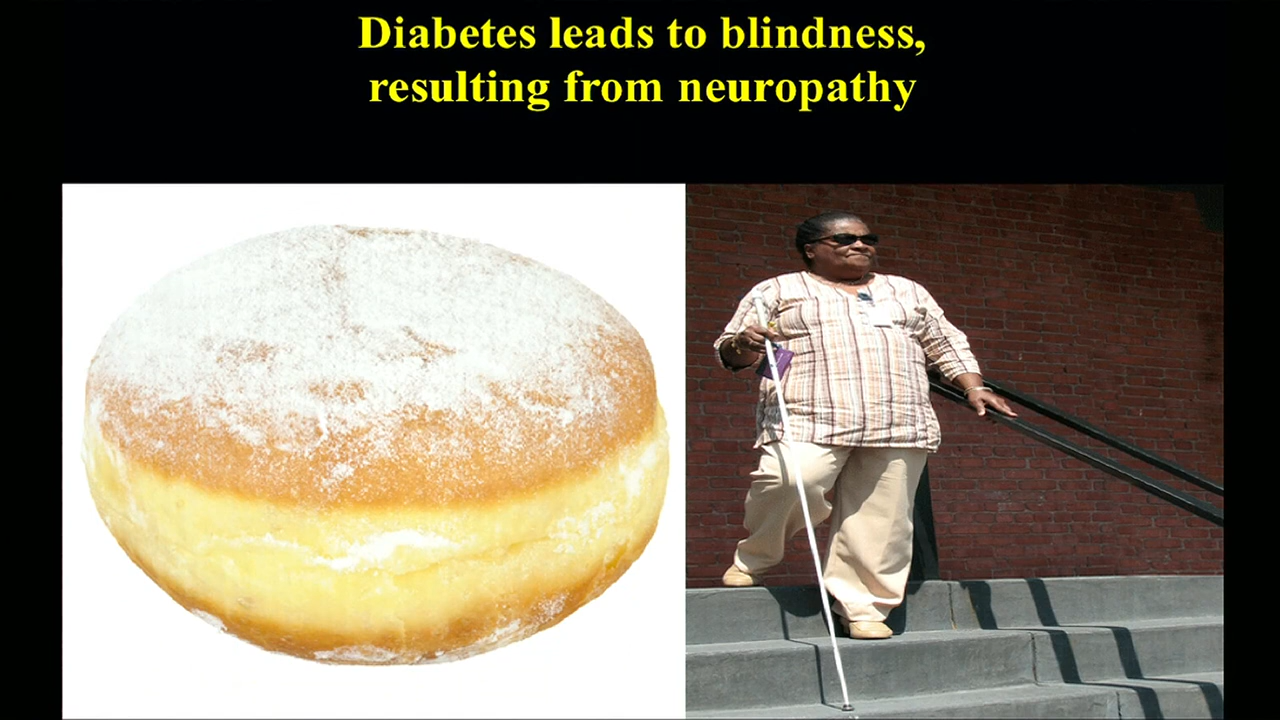 Diabetes leads to blindness,
resulting from neuropathy